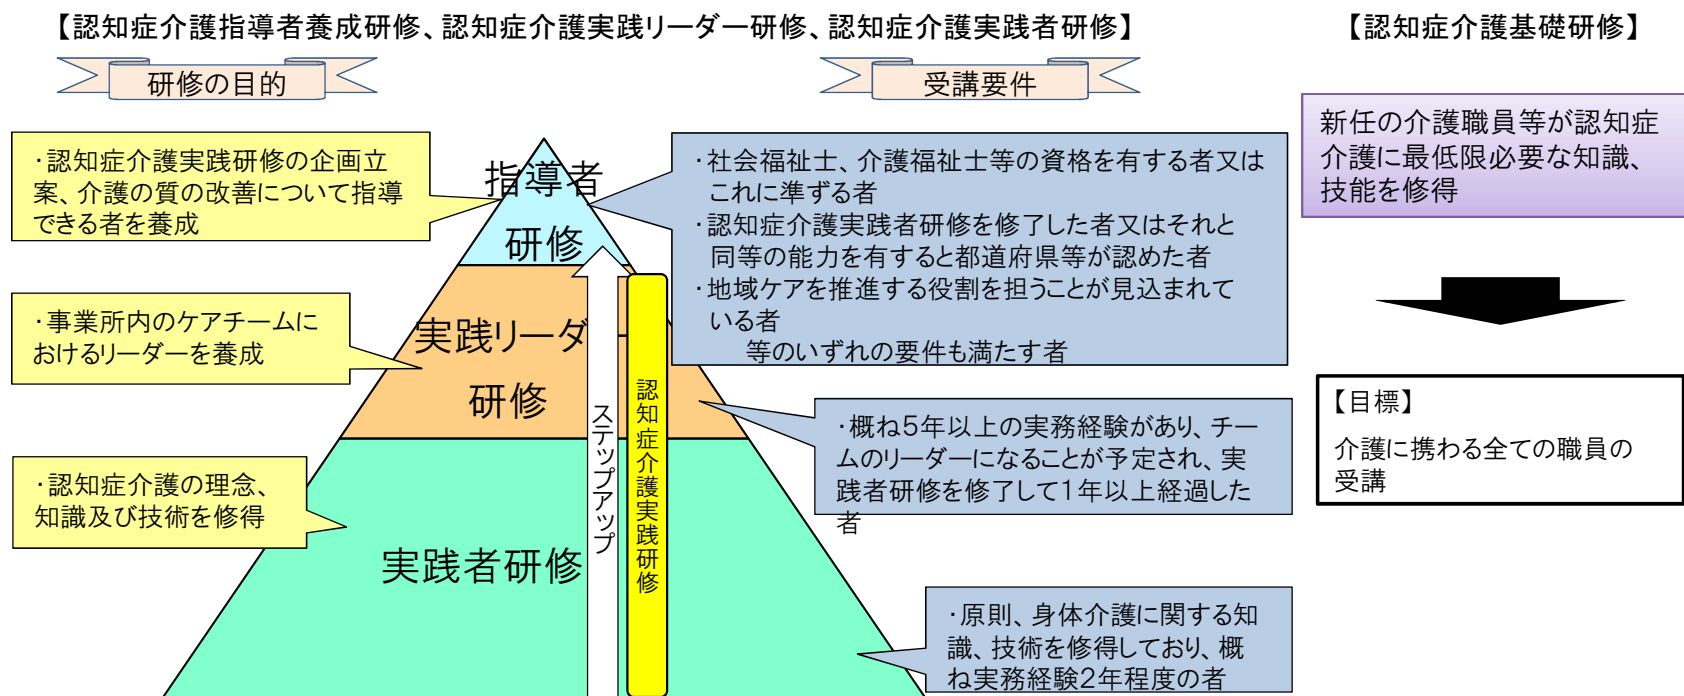 【認知症介護指導者養成研修、認知症介護実践リーダー研修、認知症介護実践者研修】
【認知症介護基礎研修】
研修の目的
受講要件
・認知症介護実践研修の企画立
案、介護の質の改善について指導
できる者を養成
・事業所内のケアチームに
おけるリーダーを養成
・認知症介護の理念、
知識及び技術を修得
指導者
研修
実践リーダ
研修
実践者研修
ステップアップ
認知症介護実践研修
・社会福祉士、介護福祉士等の資格を有する者又は
これに準ずる者
・認知症介護実践者研修を修了した者又はそれと
同等の能力を有すると都道府県等が認めた者
・地域ケアを推進する役割を担うことが見込まれて
いる者
等のいずれの要件も満たす者
・概ね5年以上の実務経験があり、チー
ムのリーダーになることが予定され、実
践者研修を修了して1年以上経過した
者
・原則、身体介護に関する知
識、技術を修得しており、概
ね実務経験2年程度の者
新任の介護職員等が認知症
介護に最低限必要な知識、
技能を修得
【目標】
介護に携わる全ての職員の
受講